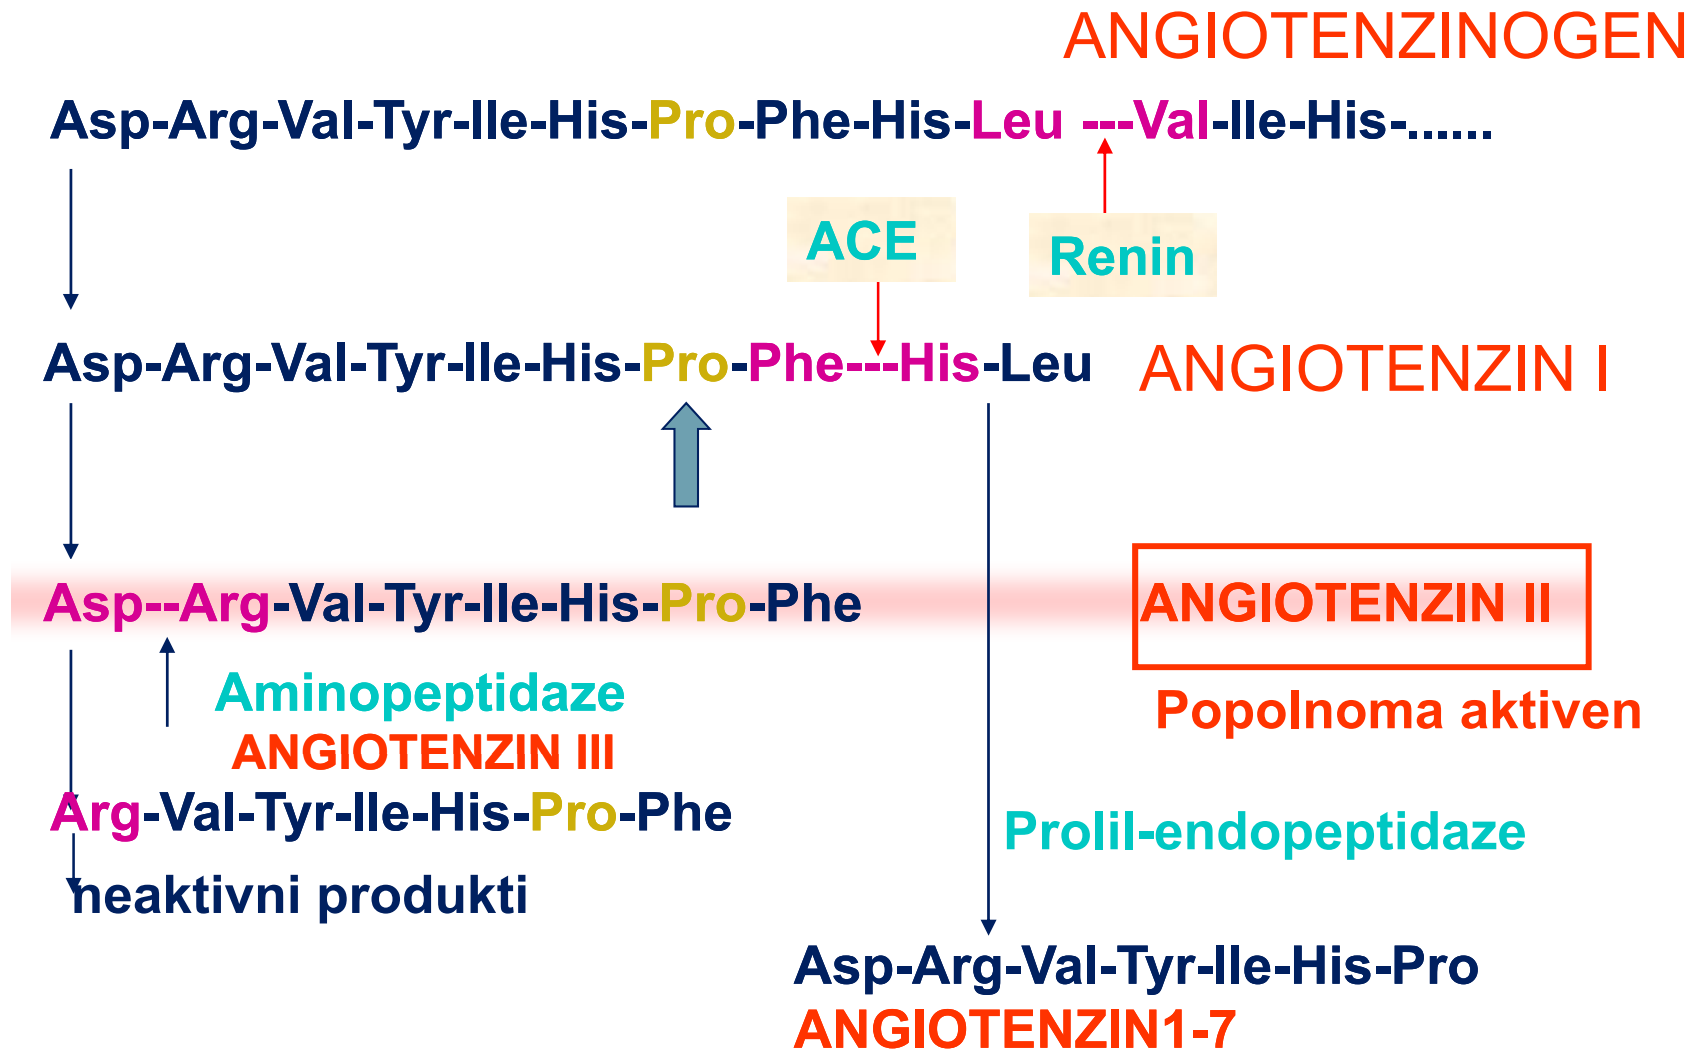 ANGIOTENZINOGEN
Asp-Arg-Val-Tyr-Ile-His-Pro-Phe-His-Leu ---Val-Ile-His-......
ACE
Renin
Asp-Arg-Val-Tyr-Ile-His-Pro-Phe---His-Leu
ANGIOTENZIN I
Asp--Arg-Val-Tyr-Ile-His-Pro-Phe
ANGIOTENZIN II
Aminopeptidaze
Popolnoma aktiven
ANGIOTENZIN III
Arg-Val-Tyr-Ile-His-Pro-Phe
Prolil-endopeptidaze
neaktivni produkti
Asp-Arg-Val-Tyr-Ile-His-Pro
ANGIOTENZIN1-7